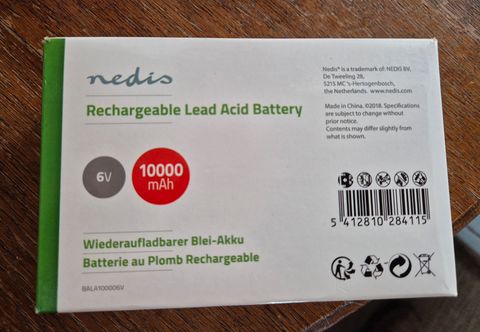 nedis
Rechargeable Lead Acid Battery
6V
10000
mAh
Wiederaufladbarer Blei-Akku
Batterie au Plomb Rechargeable
BALA100006V
Nedis® is a trademark of: NEDIS BV,
De Tweeling 28,
5215 MC 's-Hertogenbosch,
the Netherlands. www.nedis.com
Made in China. ©2018. Specifications
are subject to change without
prior notice.
Contents may differ slightly from
what is shown.
5 412810 284115